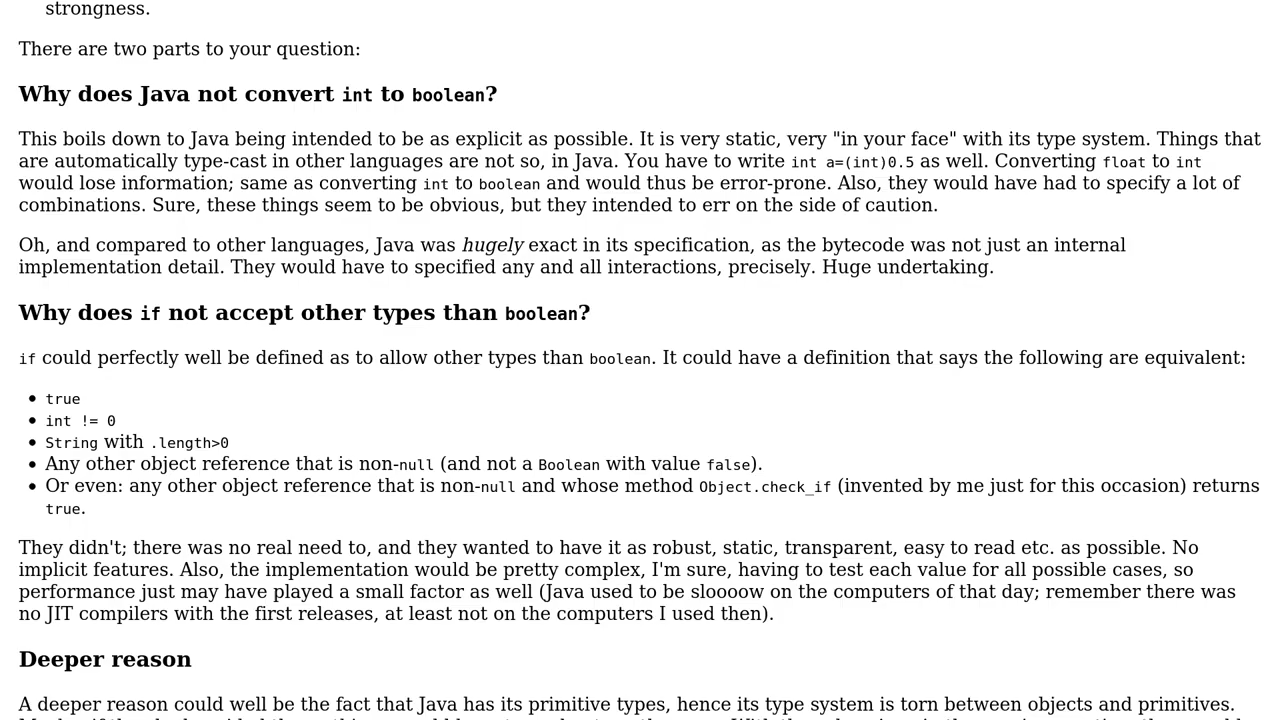 strongness.
There are two parts to your question:
Why does Java not convert int to boolean?
This boils down to Java being intended to be as explicit as possible. It is very static, very "in your face" with its type system. Things that
are automatically type-cast in other languages are not so, in Java. You have to write int a=(int)0.5 as well. Converting float to int
would lose information; same as converting int to boolean and would thus be error-prone. Also, they would have had to specify a lot of
combinations. Sure, these things seem to be obvious, but they intended to err on the side of caution.
Oh, and compared to other languages, Java was hugely exact in its specification, as the bytecode was not just an internal
implementation detail. They would have to specified any and all interactions, precisely. Huge undertaking.
Why does if not accept other types than boolean?
if could perfectly well be defined as to allow other types than boolean. It could have a definition that says the following are equivalent:
• true
• int != 0
• String with .length>0
• Any other object reference that is non-null (and not a Boolean with value false).
• Or even: any other object reference that is non-null and whose method Object.check_if (invented by me just for this occasion) returns
true.
They didn't; there was no real need to, and they wanted to have it as robust, static, transparent, easy to read etc. as possible. No
implicit features. Also, the implementation would be pretty complex, I'm sure, having to test each value for all possible cases, so
performance just may have played a small factor as well (Java used to be sloooow on the computers of that day; remember there was
no JIT compilers with the first releases, at least not on the computers I used then).
Deeper reason
A deeper reason could well be the fact that Java has its primitive types, hence its type system is torn between objects and primitives.